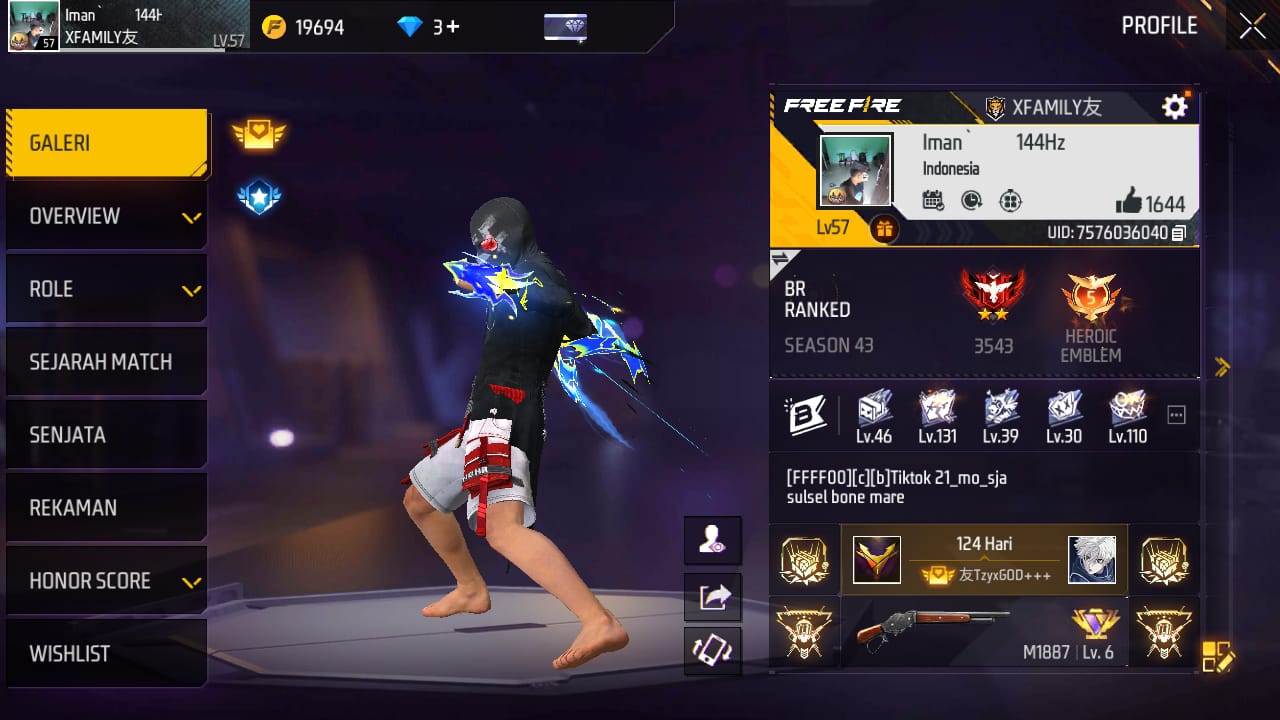 Iman` 144H
XFAMILY友
57
LV.57
19694
3+
PROFILE
GALERI
OVERVIEW
ROLE
SEJARAH MATCH
SENJATA
REKAMAN
HONOR SCORE
WISHLIST
FREE FIRE
XFAMILY友
Iman` 144Hz
Indonesia
1644
Lv57
UID: 7576036040
BR
RANKED
SEASON 43
3543
5
HEROIC
EMBLEM
Lv.46
Lv.131
Lv.39
Lv.30
Lv.110
[FFFF00][c][b]Tiktok 21_mo_sja
sulsel bone mare
124 Hari
友TzyxGOD+++
M1887 | Lv. 6